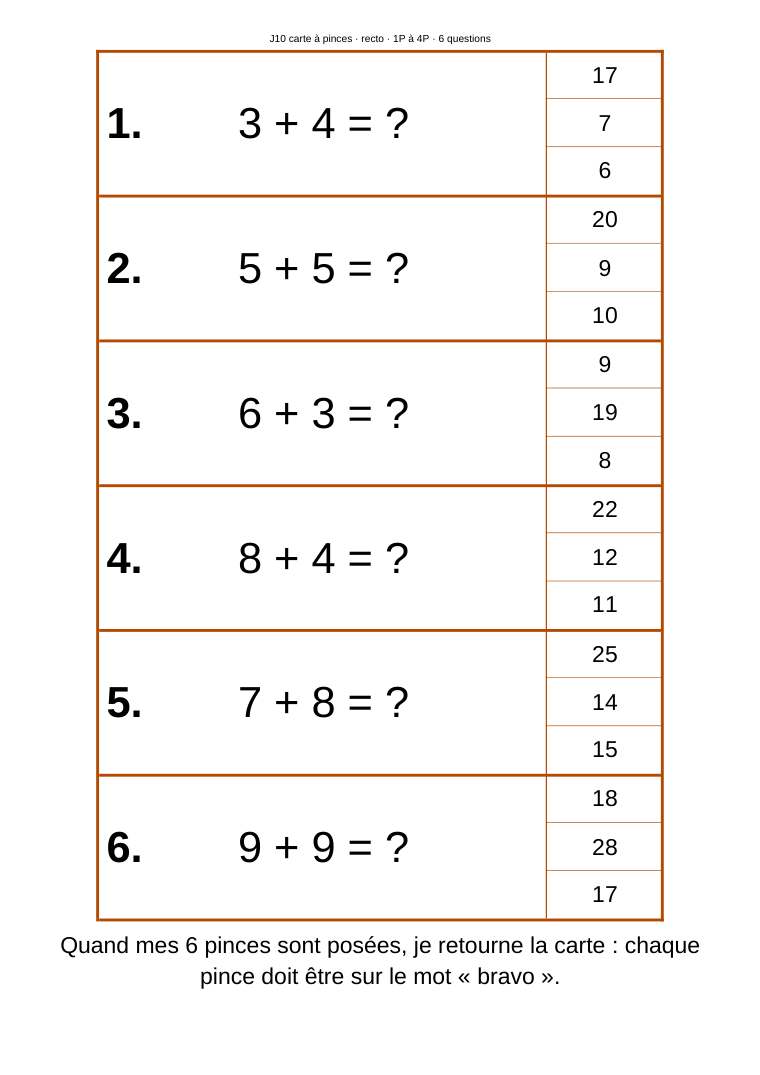 J10 carte à pinces · recto · 1P à 4P · 6 questions
1. 3 + 4 = ?
17
7
6
2. 5 + 5 = ?
20
9
10
3. 6 + 3 = ?
9
19
8
4. 8 + 4 = ?
22
12
11
5. 7 + 8 = ?
25
14
15
6. 9 + 9 = ?
18
28
17
Quand mes 6 pinces sont posées, je retourne la carte : chaque
pince doit être sur le mot « bravo ».